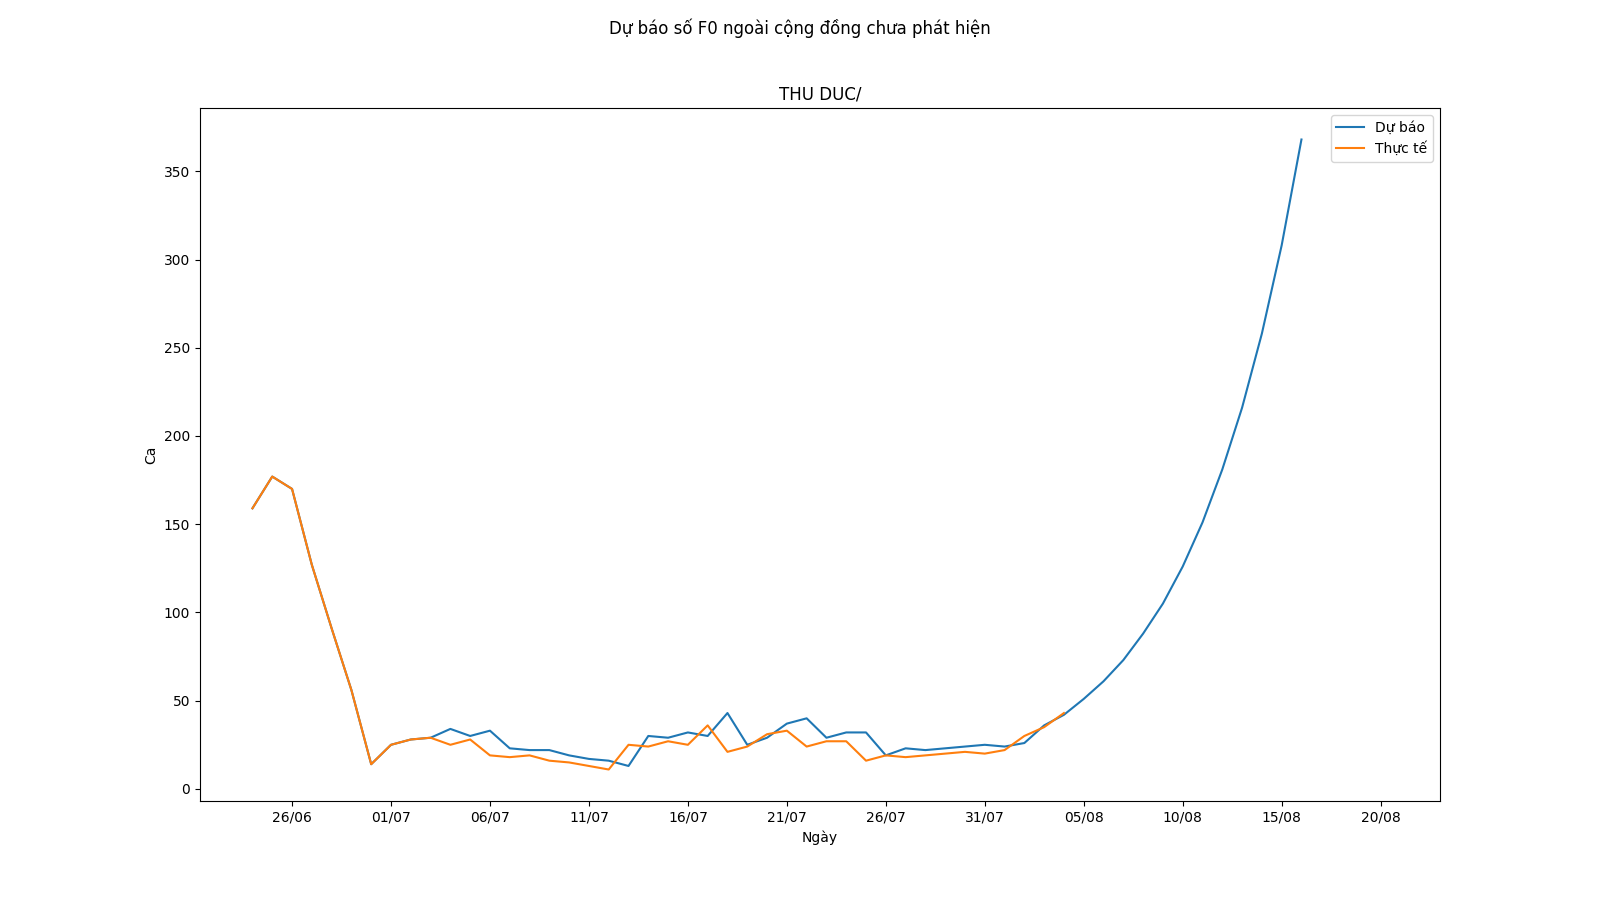 Dự báo số F0 ngoài cộng đồng chưa phát hiện
THU DUC/
Dự báo
Thực tế
350
300
250
200
150
100
50
0
Ca
26/06 01/07 06/07 11/07 16/07 21/07 26/07 31/07 05/08 10/08 15/08 20/08
Ngày